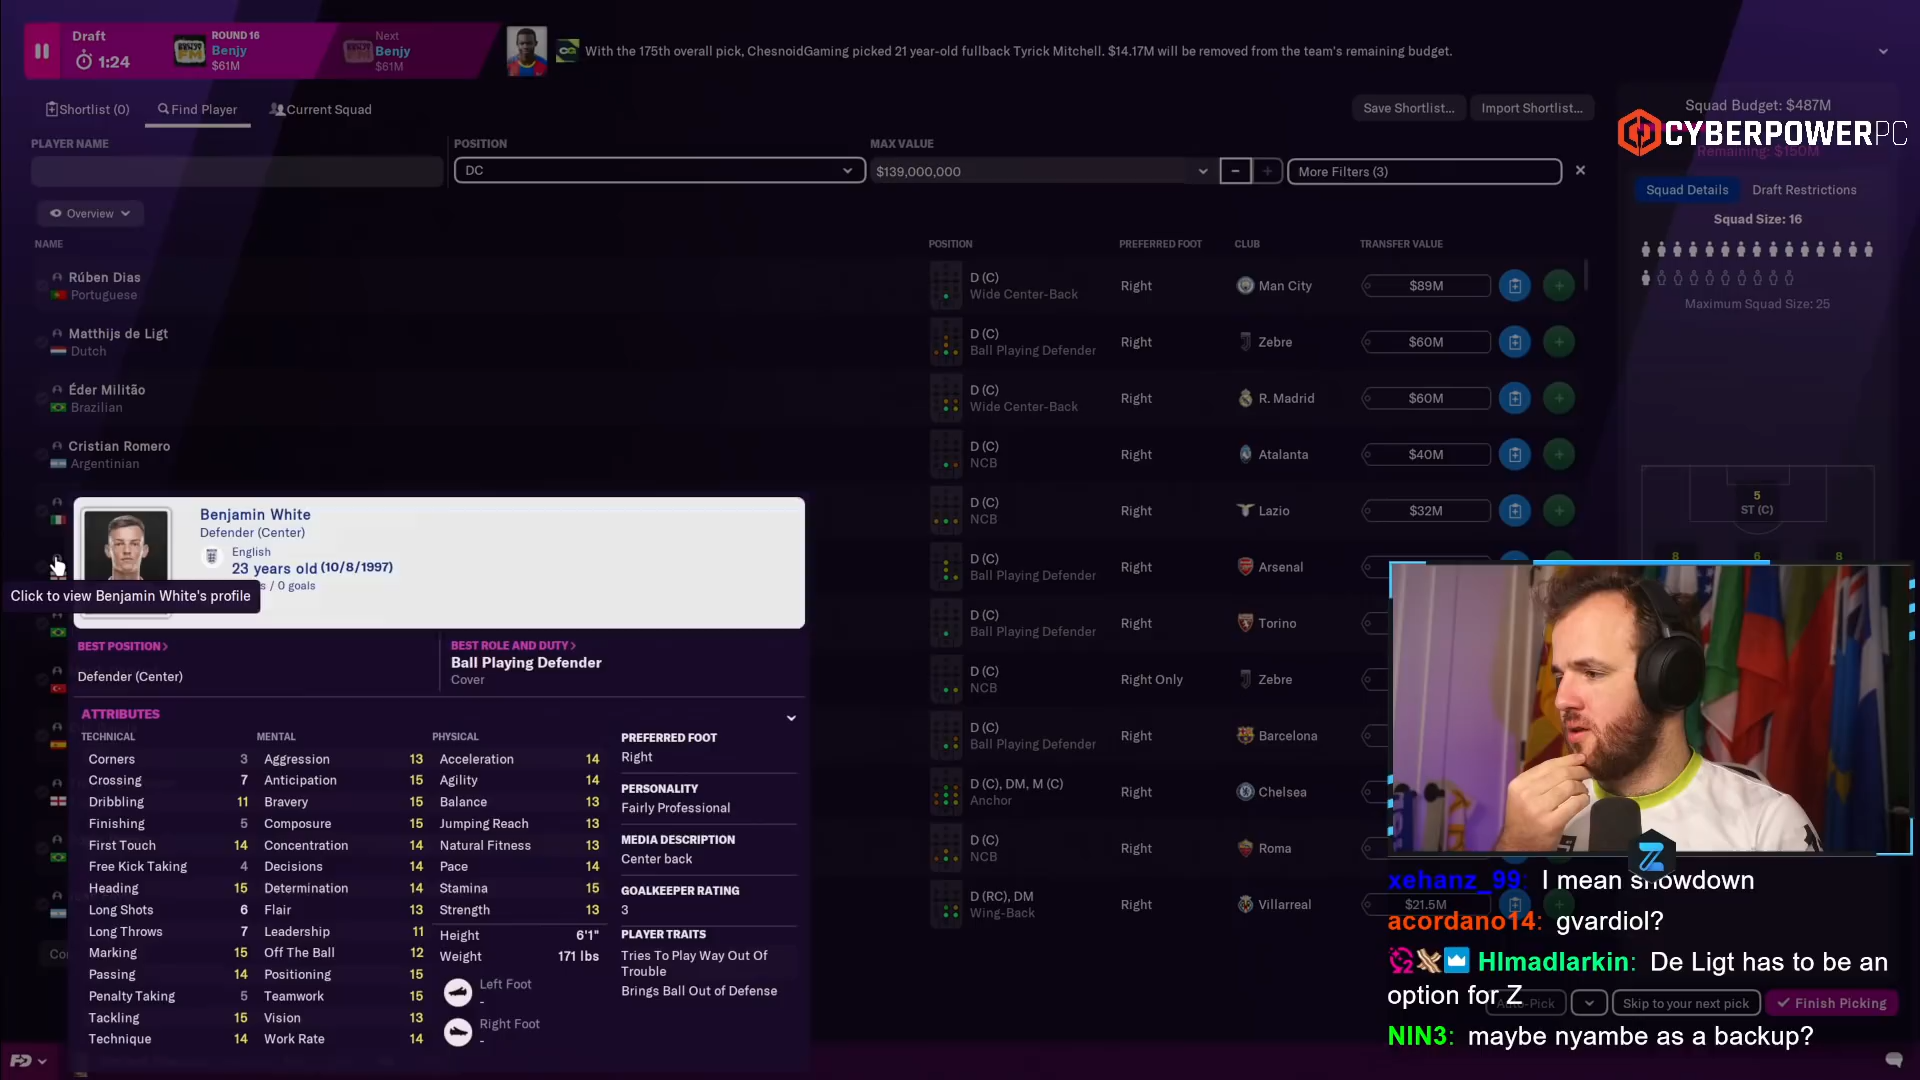 Draft
1:24
ROUND 16
Benjy
$61M
Next
Benjy
$61M
With the 175th overall pick, ChesnoidGaming picked 21 year-old fullback Tyrick Mitchell. $14.17M will be removed from the team's remaining budget.
Shortlist (0)
Find Player
Current Squad
Save Shortlist...
Import Shortlist...
Squad Budget: $487M
CYBERPOWERPC
Remaining: $150M
PLAYER NAME
POSITION
MAX VALUE
DC
$139,000,000
More Filters (3)
Squad Details
Draft Restrictions
Squad Size: 16
Maximum Squad Size: 25
Overview
NAME
POSITION
PREFERRED FOOT
CLUB
TRANSFER VALUE
Rúben Dias
Portuguese
D (C)
Wide Center-Back
Right
Man City
$89M
Matthijs de Ligt
Dutch
D (C)
Ball Playing Defender
Right
Zebre
$60M
Éder Militão
Brazilian
D (C)
Wide Center-Back
Right
R. Madrid
$60M
Cristian Romero
Argentinian
D (C)
NCB
Right
Atalanta
$40M
D (C)
NCB
Right
Lazio
$32M
D (C)
Ball Playing Defender
Right
Arsenal
D (C)
Ball Playing Defender
Right
Torino
D (C)
NCB
Right Only
Zebre
D (C)
Ball Playing Defender
Right
Barcelona
D (C), DM, M (C)
Anchor
Right
Chelsea
D (C)
NCB
Right
Roma
D (RC), DM
Wing-Back
Right
Villarreal
$21.5M
5
ST (C)
8
6
8
Benjamin White
Defender (Center)
English
23 years old (10/8/1997)
s / 0 goals
Click to view Benjamin White's profile
BEST POSITION>
Defender (Center)
BEST ROLE AND DUTY>
Ball Playing Defender
Cover
ATTRIBUTES
TECHNICAL
Corners 3
Crossing 7
Dribbling 11
Finishing 5
First Touch 14
Free Kick Taking 4
Heading 15
Long Shots 6
Long Throws 7
Marking 15
Passing 14
Penalty Taking 5
Tackling 15
Technique 14
MENTAL
Aggression 13
Anticipation 15
Bravery 15
Composure 15
Concentration 14
Decisions 14
Determination 14
Flair 13
Leadership 11
Off The Ball 12
Positioning 15
Teamwork 15
Vision 13
Work Rate 14
PHYSICAL
Acceleration 14
Agility 14
Balance 13
Jumping Reach 13
Natural Fitness 13
Pace 14
Stamina 15
Strength 13
Height 6'1"
Weight 171 lbs
Left Foot
-
Right Foot
-
PREFERRED FOOT
Right
PERSONALITY
Fairly Professional
MEDIA DESCRIPTION
Center back
GOALKEEPER RATING
3
PLAYER TRAITS
Tries To Play Way Out Of
Trouble
Brings Ball Out of Defense
xehanz_99: I mean showdown
acordano14: gvardiol?
HImadlarkin: De Ligt has to be an
option for Z
NIN3: maybe nyambe as a backup?
Auto-Pick
Skip to your next pick
Finish Picking